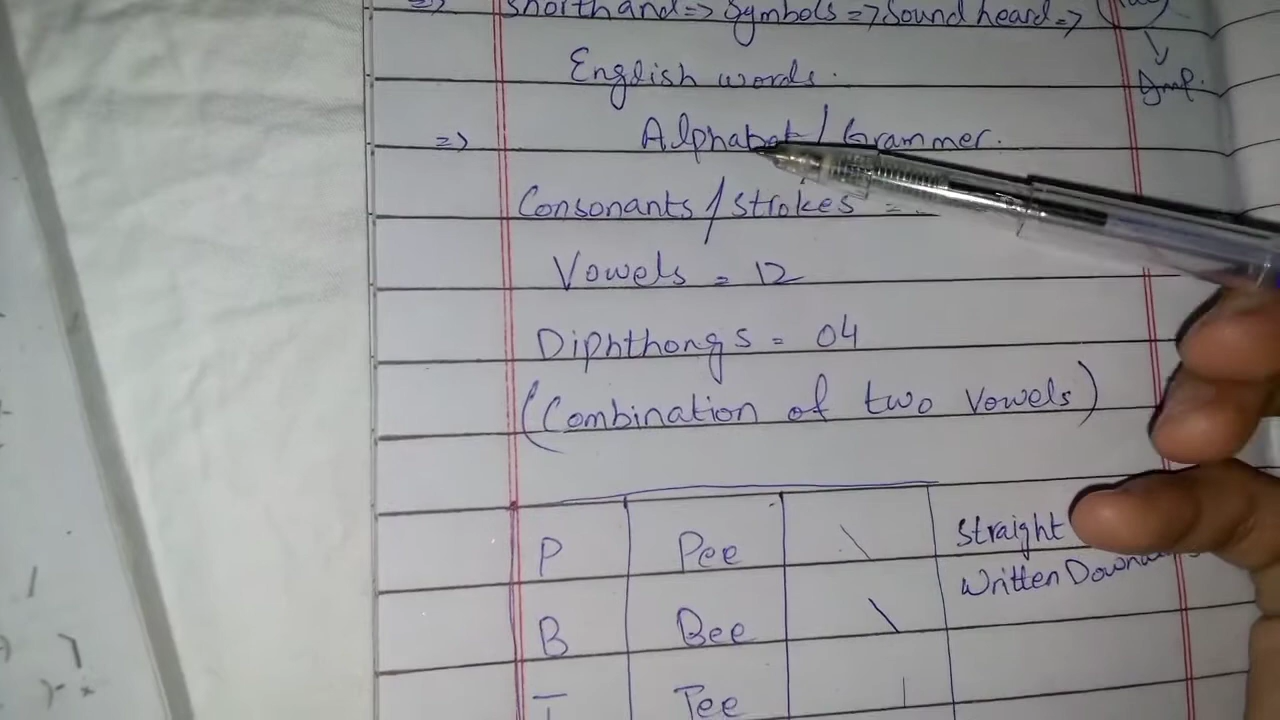 => Shorthand => Symbols => Sound heard =>
English words.
Imp.
=> Alphabet / Grammer.
Consonants / Strokes =
Vowels = 12
Diphthongs = 04
(Combination of two vowels)
P Pee \ Straight
Written Downwa
B Bee \
T Tee |